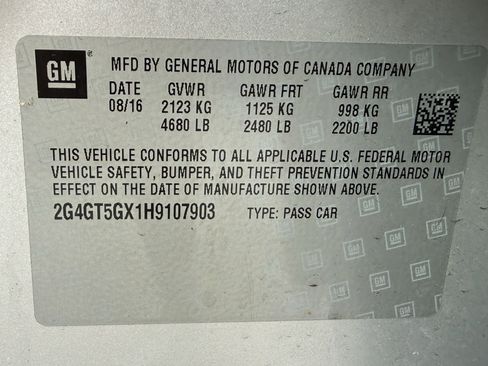 GM
MFD BY GENERAL MOTORS OF CANADA COMPANY
DATE GVWR GAWR FRT GAWR RR
08/16 2123 KG 1125 KG 998 KG
4680 LB 2480 LB 2200 LB
THIS VEHICLE CONFORMS TO ALL APPLICABLE U.S. FEDERAL MOTOR
VEHICLE SAFETY, BUMPER, AND THEFT PREVENTION STANDARDS IN
EFFECT ON THE DATE OF MANUFACTURE SHOWN ABOVE.
2G4GT5GX1H9107903 TYPE: PASS CAR